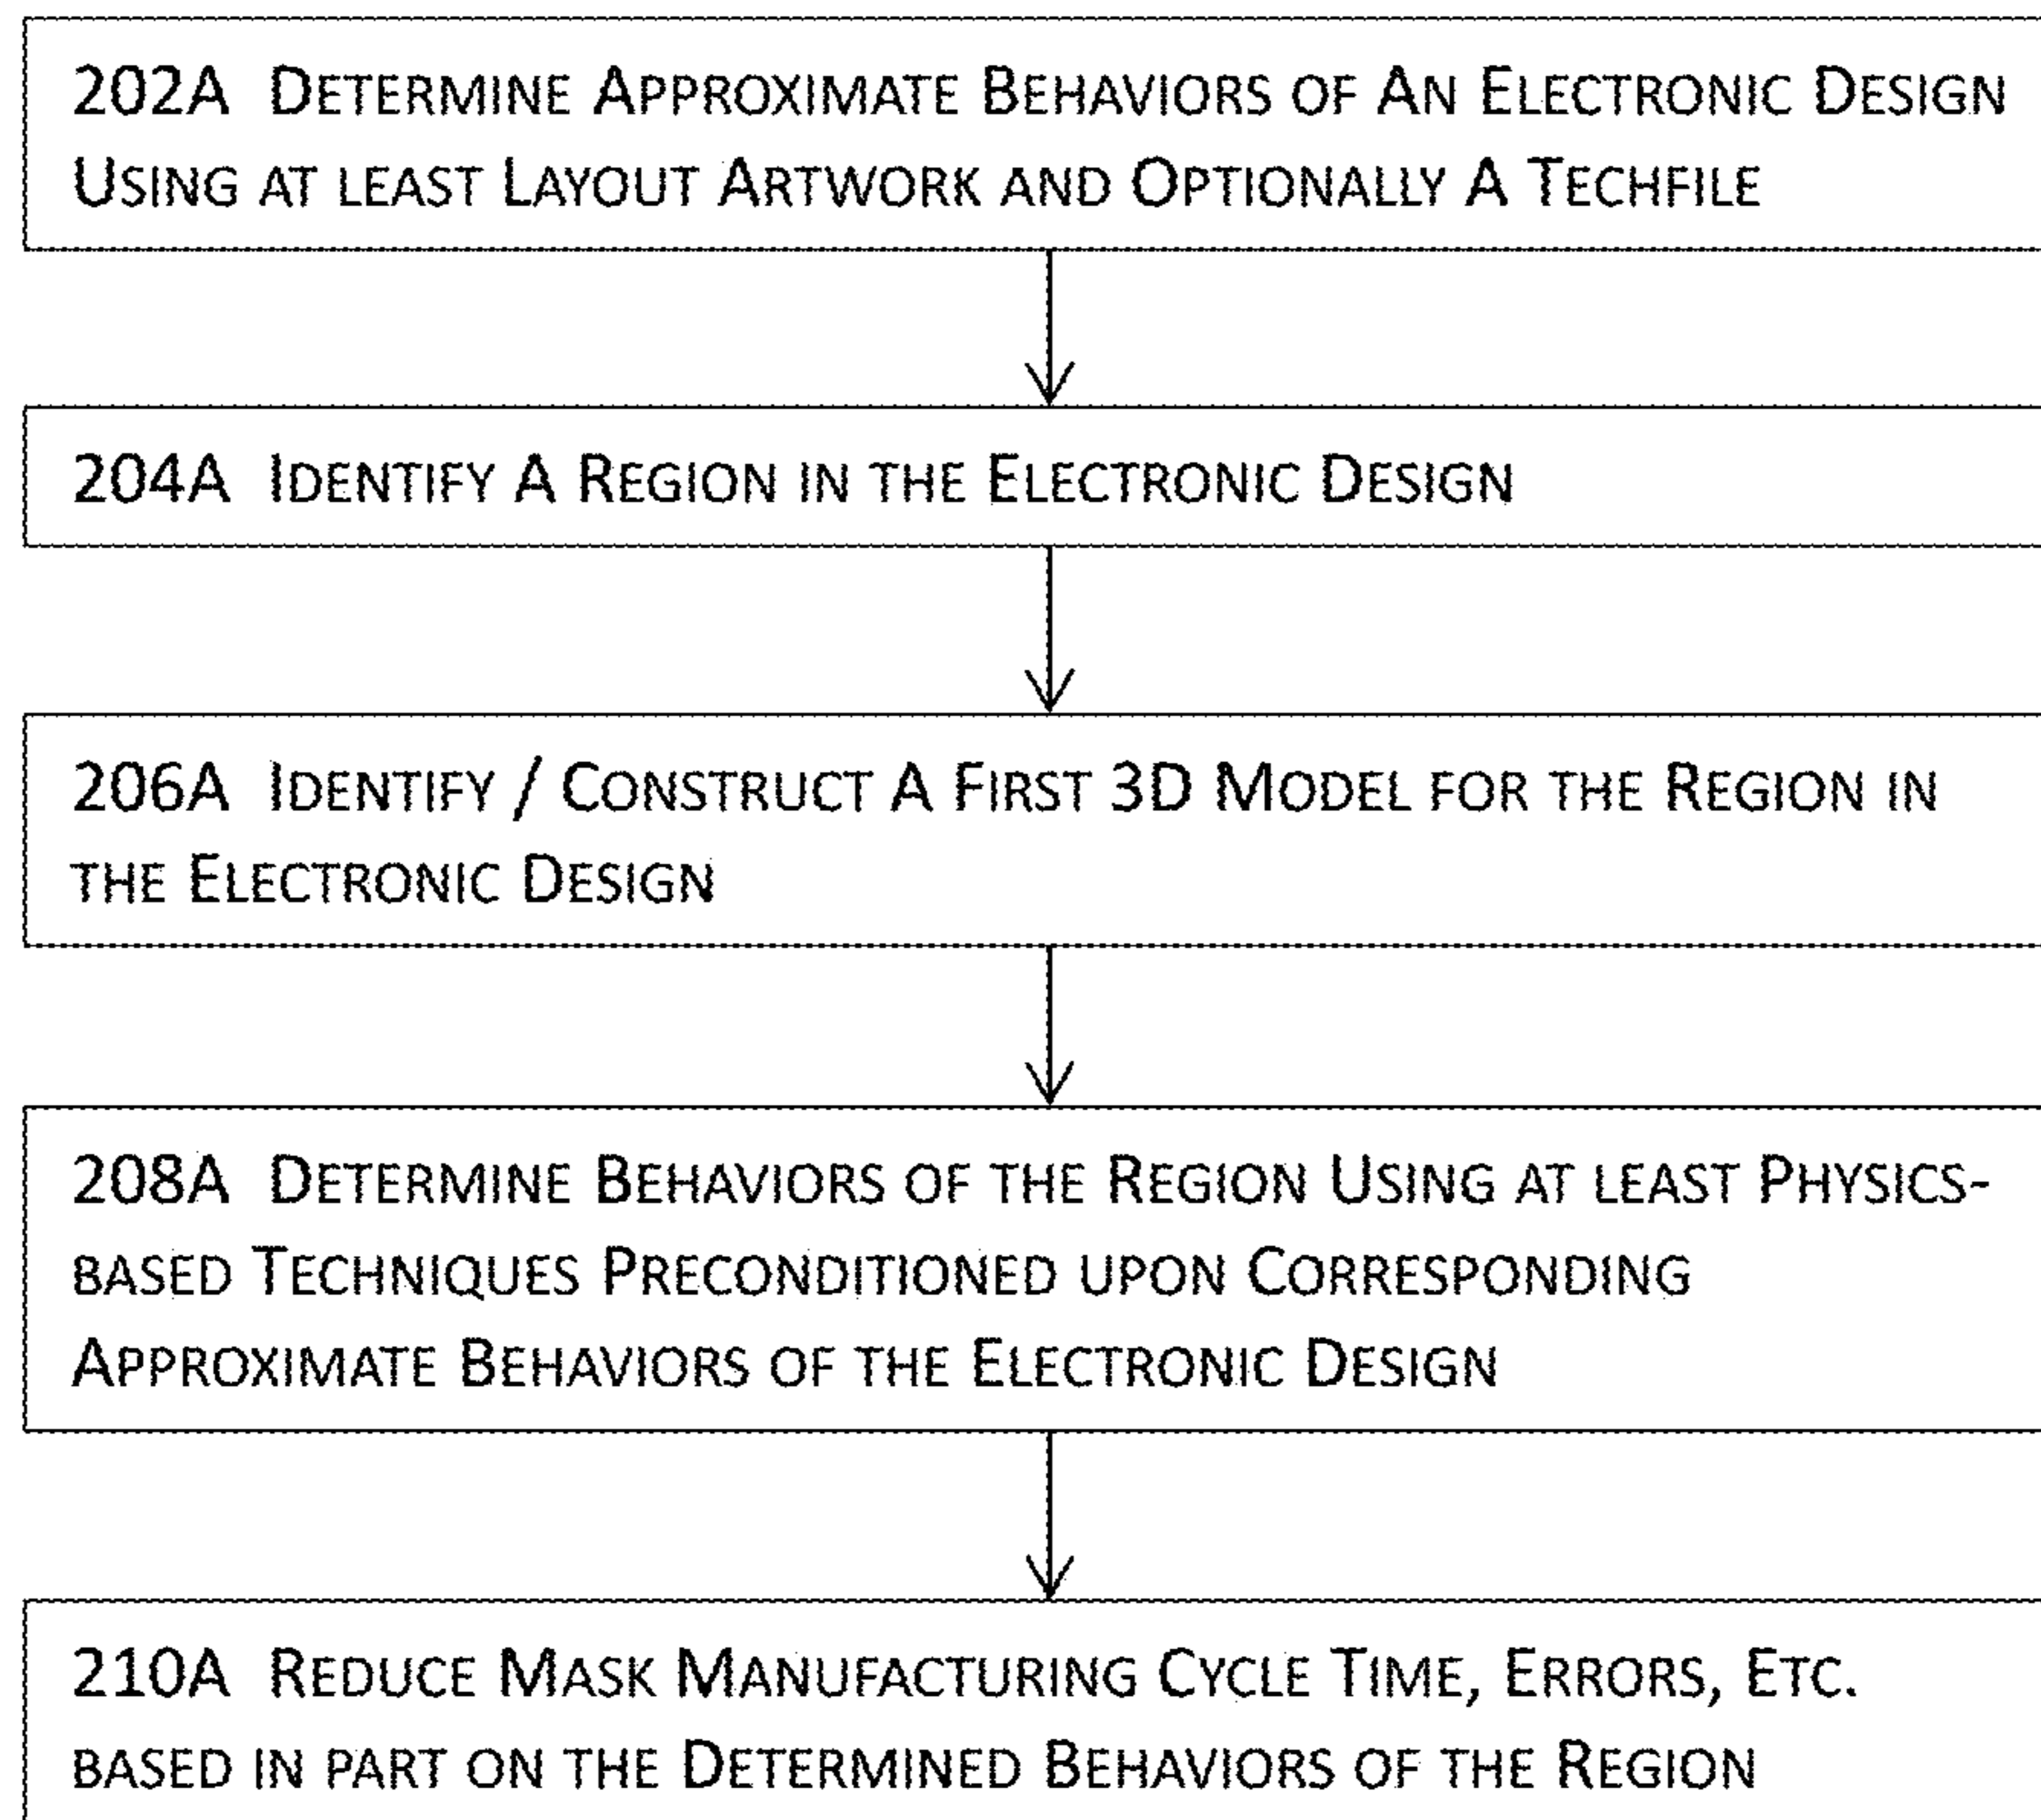 202A DETERMINE APPROXIMATE BEHAVIORS OF AN ELECTRONIC DESIGN
USING AT LEAST LAYOUT ARTWORK AND OPTIONALLY A TECHFILE
204A IDENTIFY A REGION IN THE ELECTRONIC DESIGN
206A IDENTIFY / CONSTRUCT A FIRST 3D MODEL FOR THE REGION IN
THE ELECTRONIC DESIGN
208A DETERMINE BEHAVIORS OF THE REGION USING AT LEAST PHYSICS-
BASED TECHNIQUES PRECONDITIONED UPON CORRESPONDING
APPROXIMATE BEHAVIORS OF THE ELECTRONIC DESIGN
210A REDUCE MASK MANUFACTURING CYCLE TIME, ERRORS, ETC.
BASED IN PART ON THE DETERMINED BEHAVIORS OF THE REGION